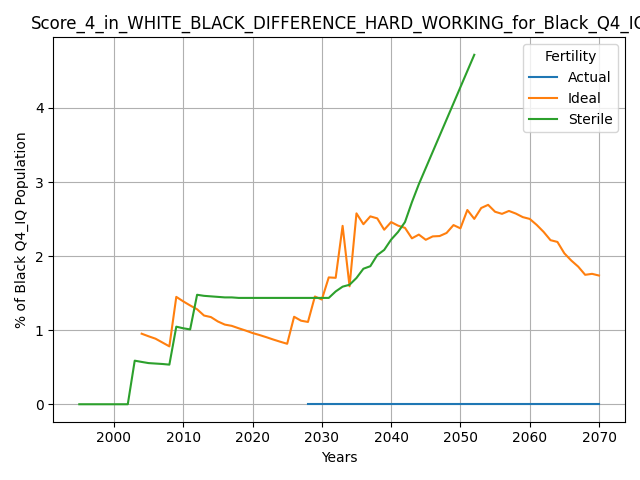 Score_4_in_WHITE_BLACK_DIFFERENCE_HARD_WORKING_for_Black_Q4_IQ
Fertility
Actual
Ideal
Sterile
% of Black Q4_IQ Population
4
3
2
1
0
2000 2010 2020 2030 2040 2050 2060 2070
Years